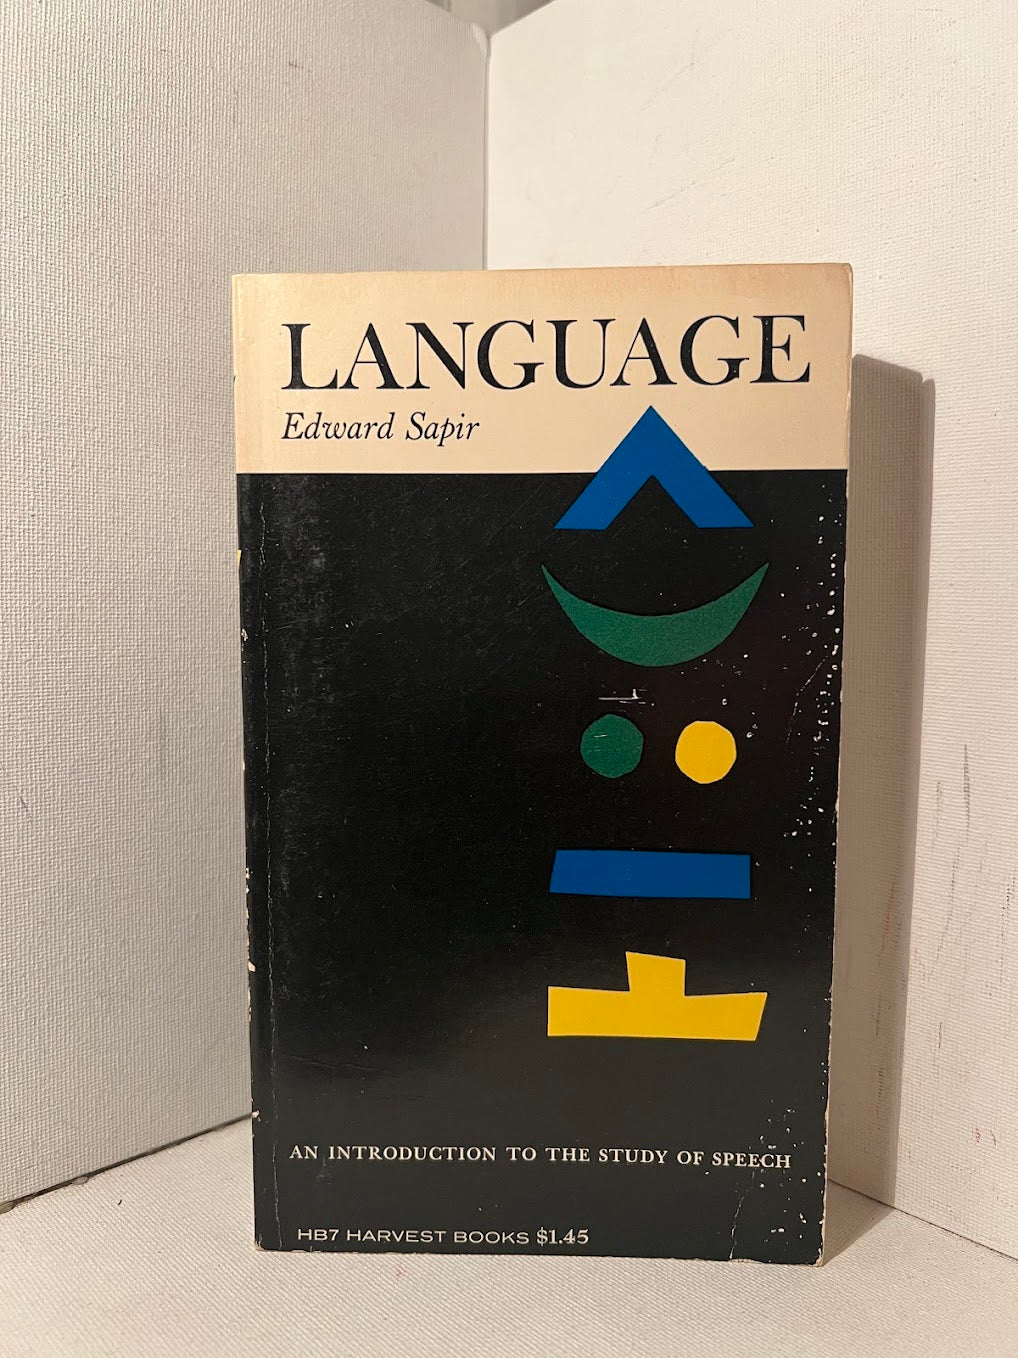 LANGUAGE
Edward Sapir
AN INTRODUCTION TO THE STUDY OF SPEECH
HB7 HARVEST BOOKS $1.45